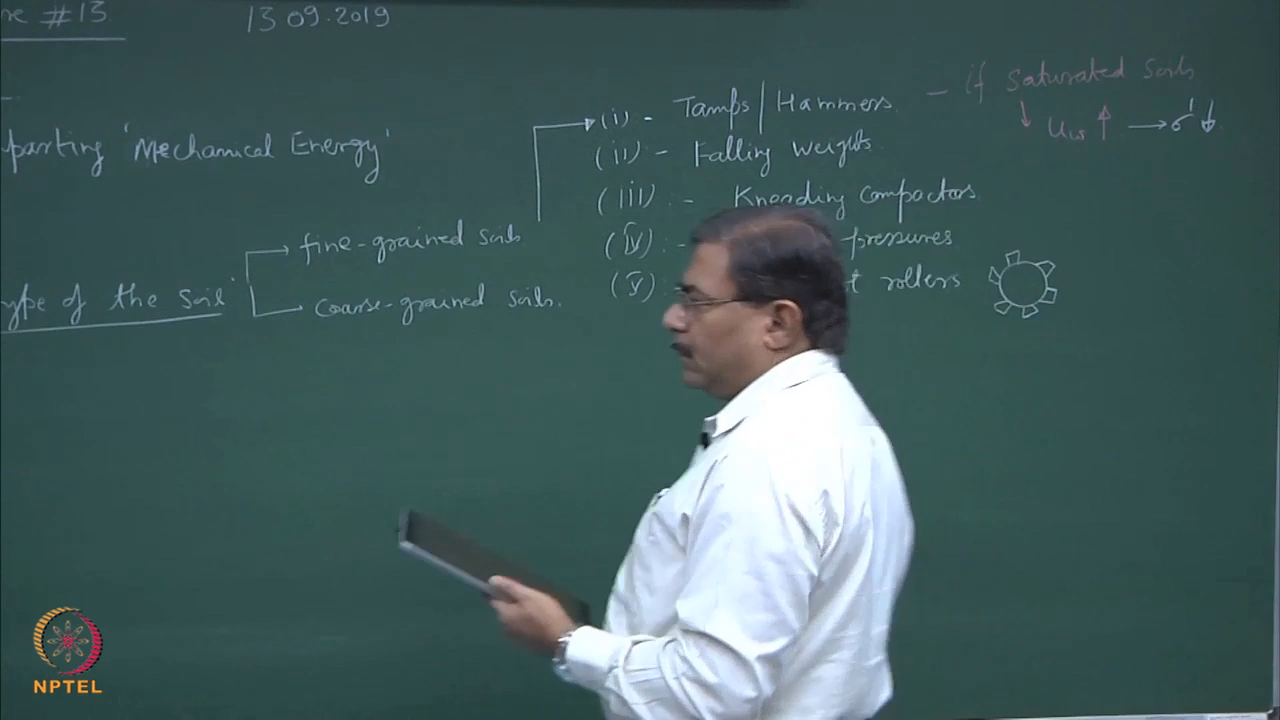 #13
13 09.2019
parting 'Mechanical Energy'
ype of the Soil'
fine-grained soils
coarse-grained soils.
(i) - Tamps/Hammers.
(ii) - Falling Weights
(iii) - Kneading Compactors
(iv) - pressures
(v) - rollers
- if Saturated Soils
↓ uw ↑ → σ' ↓
NPTEL